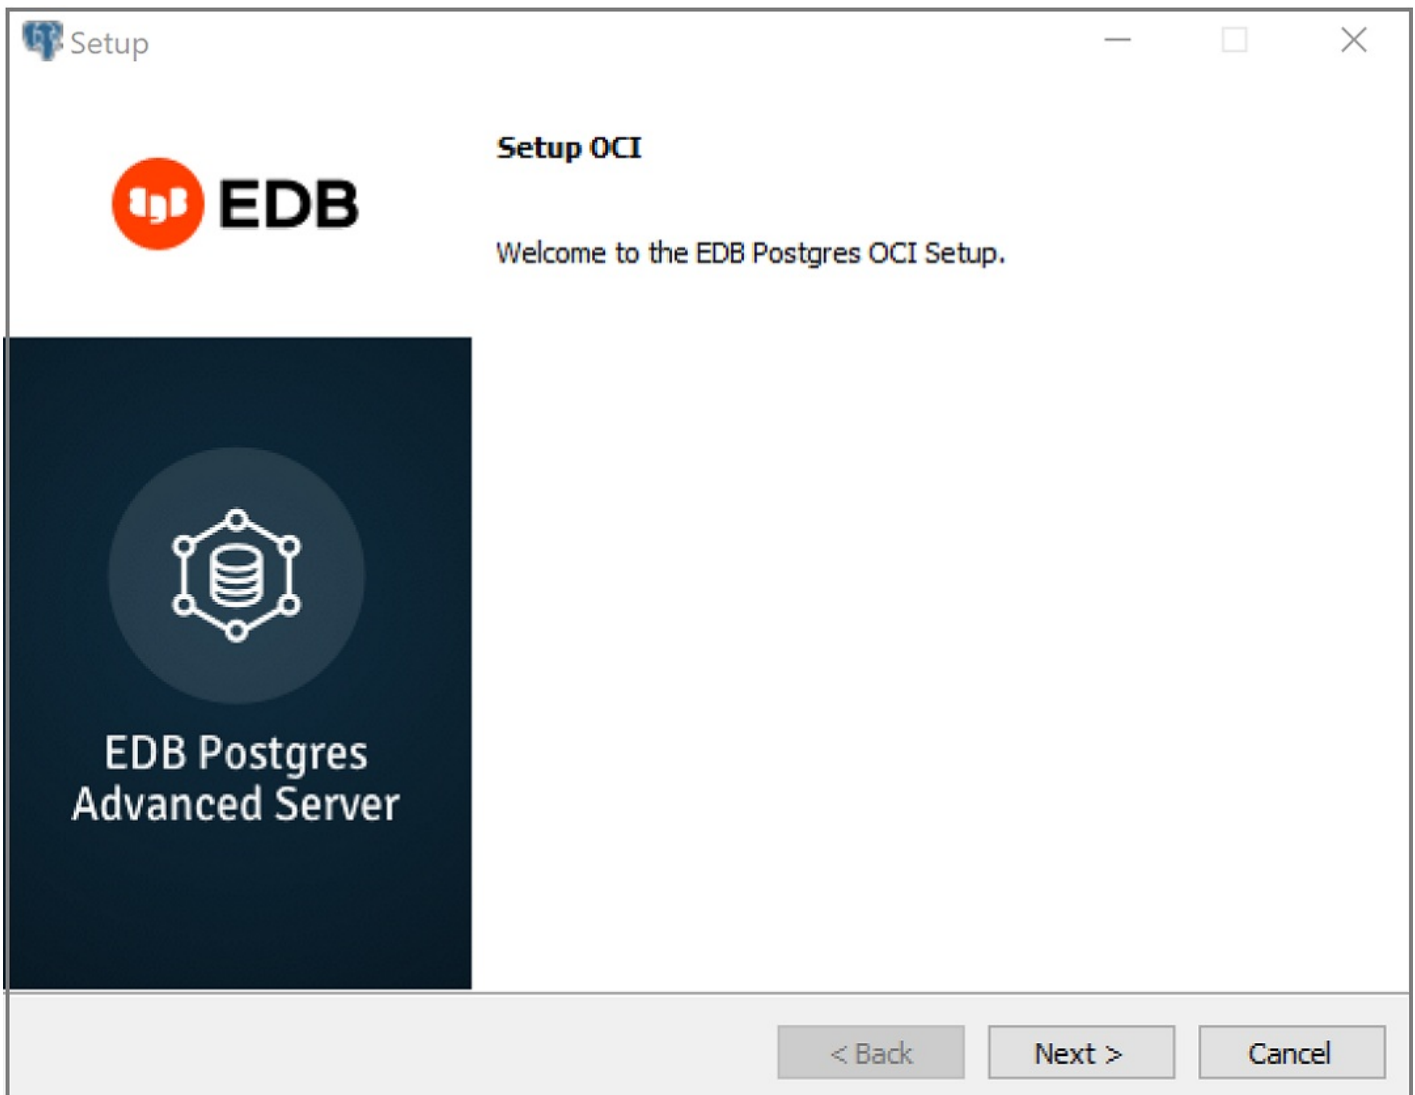 Setup
EDB
Setup OCI
Welcome to the EDB Postgres OCI Setup.
EDB Postgres
Advanced Server
< Back
Next >
Cancel